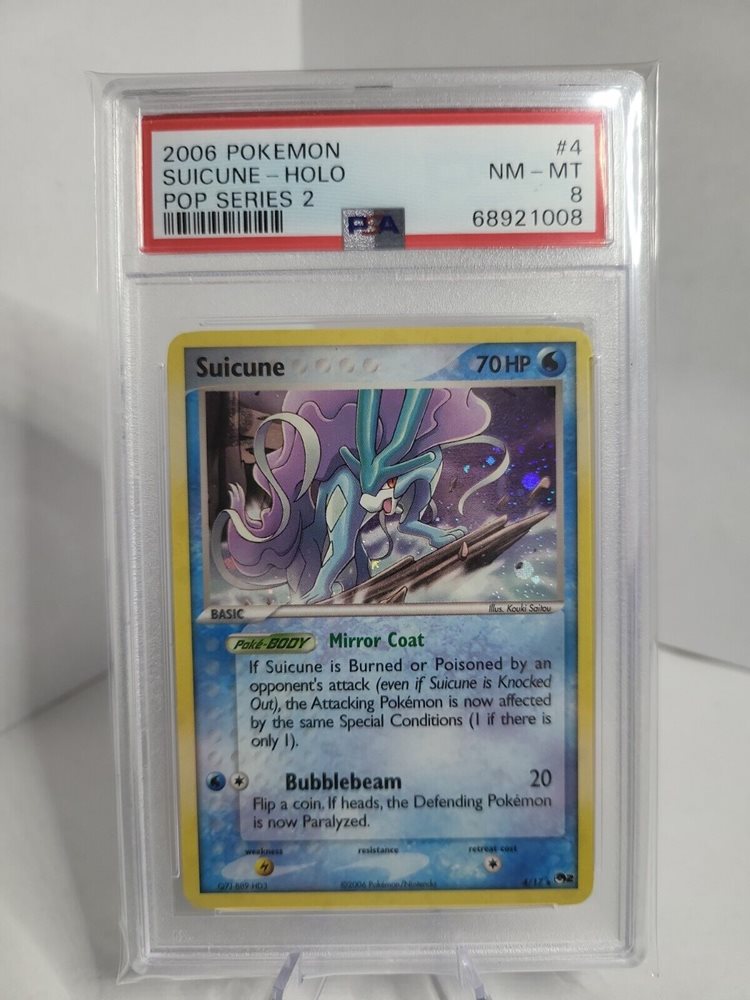 2006 POKEMON #4
SUICUNE - HOLO NM - MT
POP SERIES 2 8
68921008
PSA
Suicune 70 HP
BASIC
Illus. Kouki Saitou
Poké-BODY Mirror Coat
If Suicune is Burned or Poisoned by an
opponent's attack (even if Suicune is Knocked
Out), the Attacking Pokémon is now affected
by the same Special Conditions (1 if there is
only 1).
Bubblebeam 20
Flip a coin. If heads, the Defending Pokémon
is now Paralyzed.
weakness resistance retreat cost
©2006 Pokémon/Nintendo 4/17